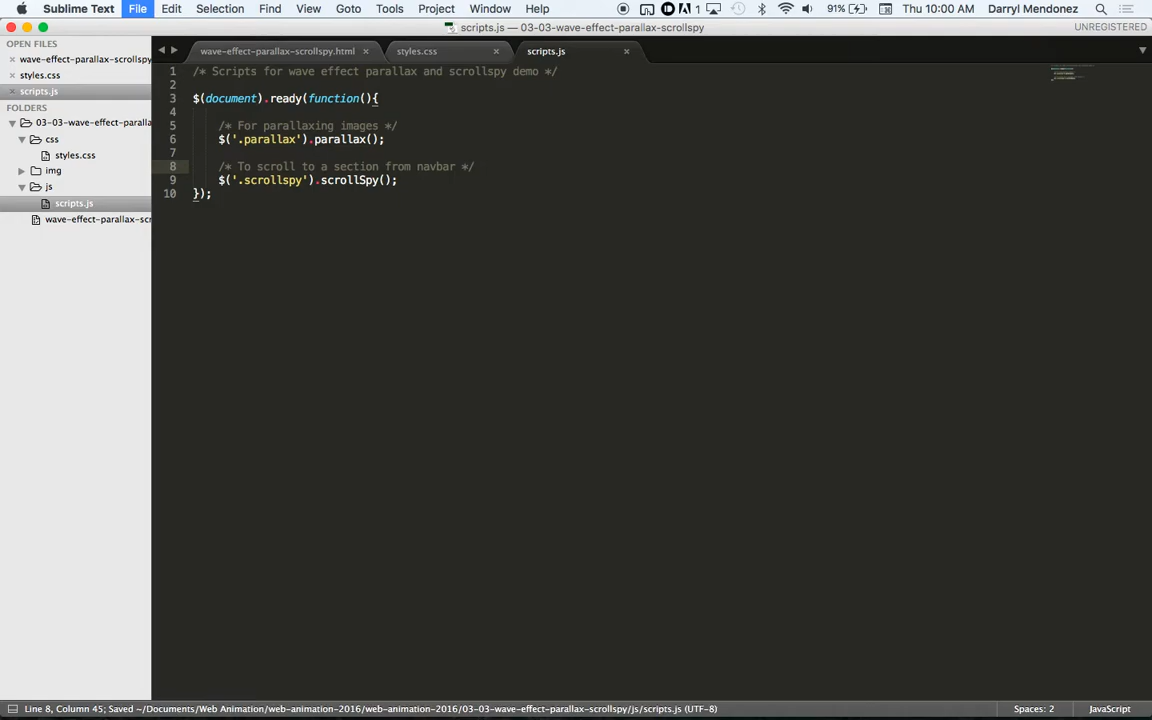 Sublime Text File Edit Selection Find View Goto Tools Project Window Help 1 91% Thu 10:00 AM Darryl Mendonez
scripts.js — 03-03-wave-effect-parallax-scrollspy UNREGISTERED
OPEN FILES
wave-effect-parallax-scrollspy.
styles.css
scripts.js
FOLDERS
03-03-wave-effect-paralla
css
styles.css
img
js
scripts.js
wave-effect-parallax-scr
wave-effect-parallax-scrollspy.html styles.css scripts.js
1 /* Scripts for wave effect parallax and scrollspy demo */
2
3 $(document).ready(function(){
4
5 /* For parallaxing images */
6 $('.parallax').parallax();
7
8 /* To scroll to a section from navbar */
9 $('.scrollspy').scrollSpy();
10 });
Line 8, Column 45; Saved ~/Documents/Web Animation/web-animation-2016/web-animation-2016/03-03-wave-effect-parallax-scrollspy/js/scripts.js (UTF-8) Spaces: 2 JavaScript